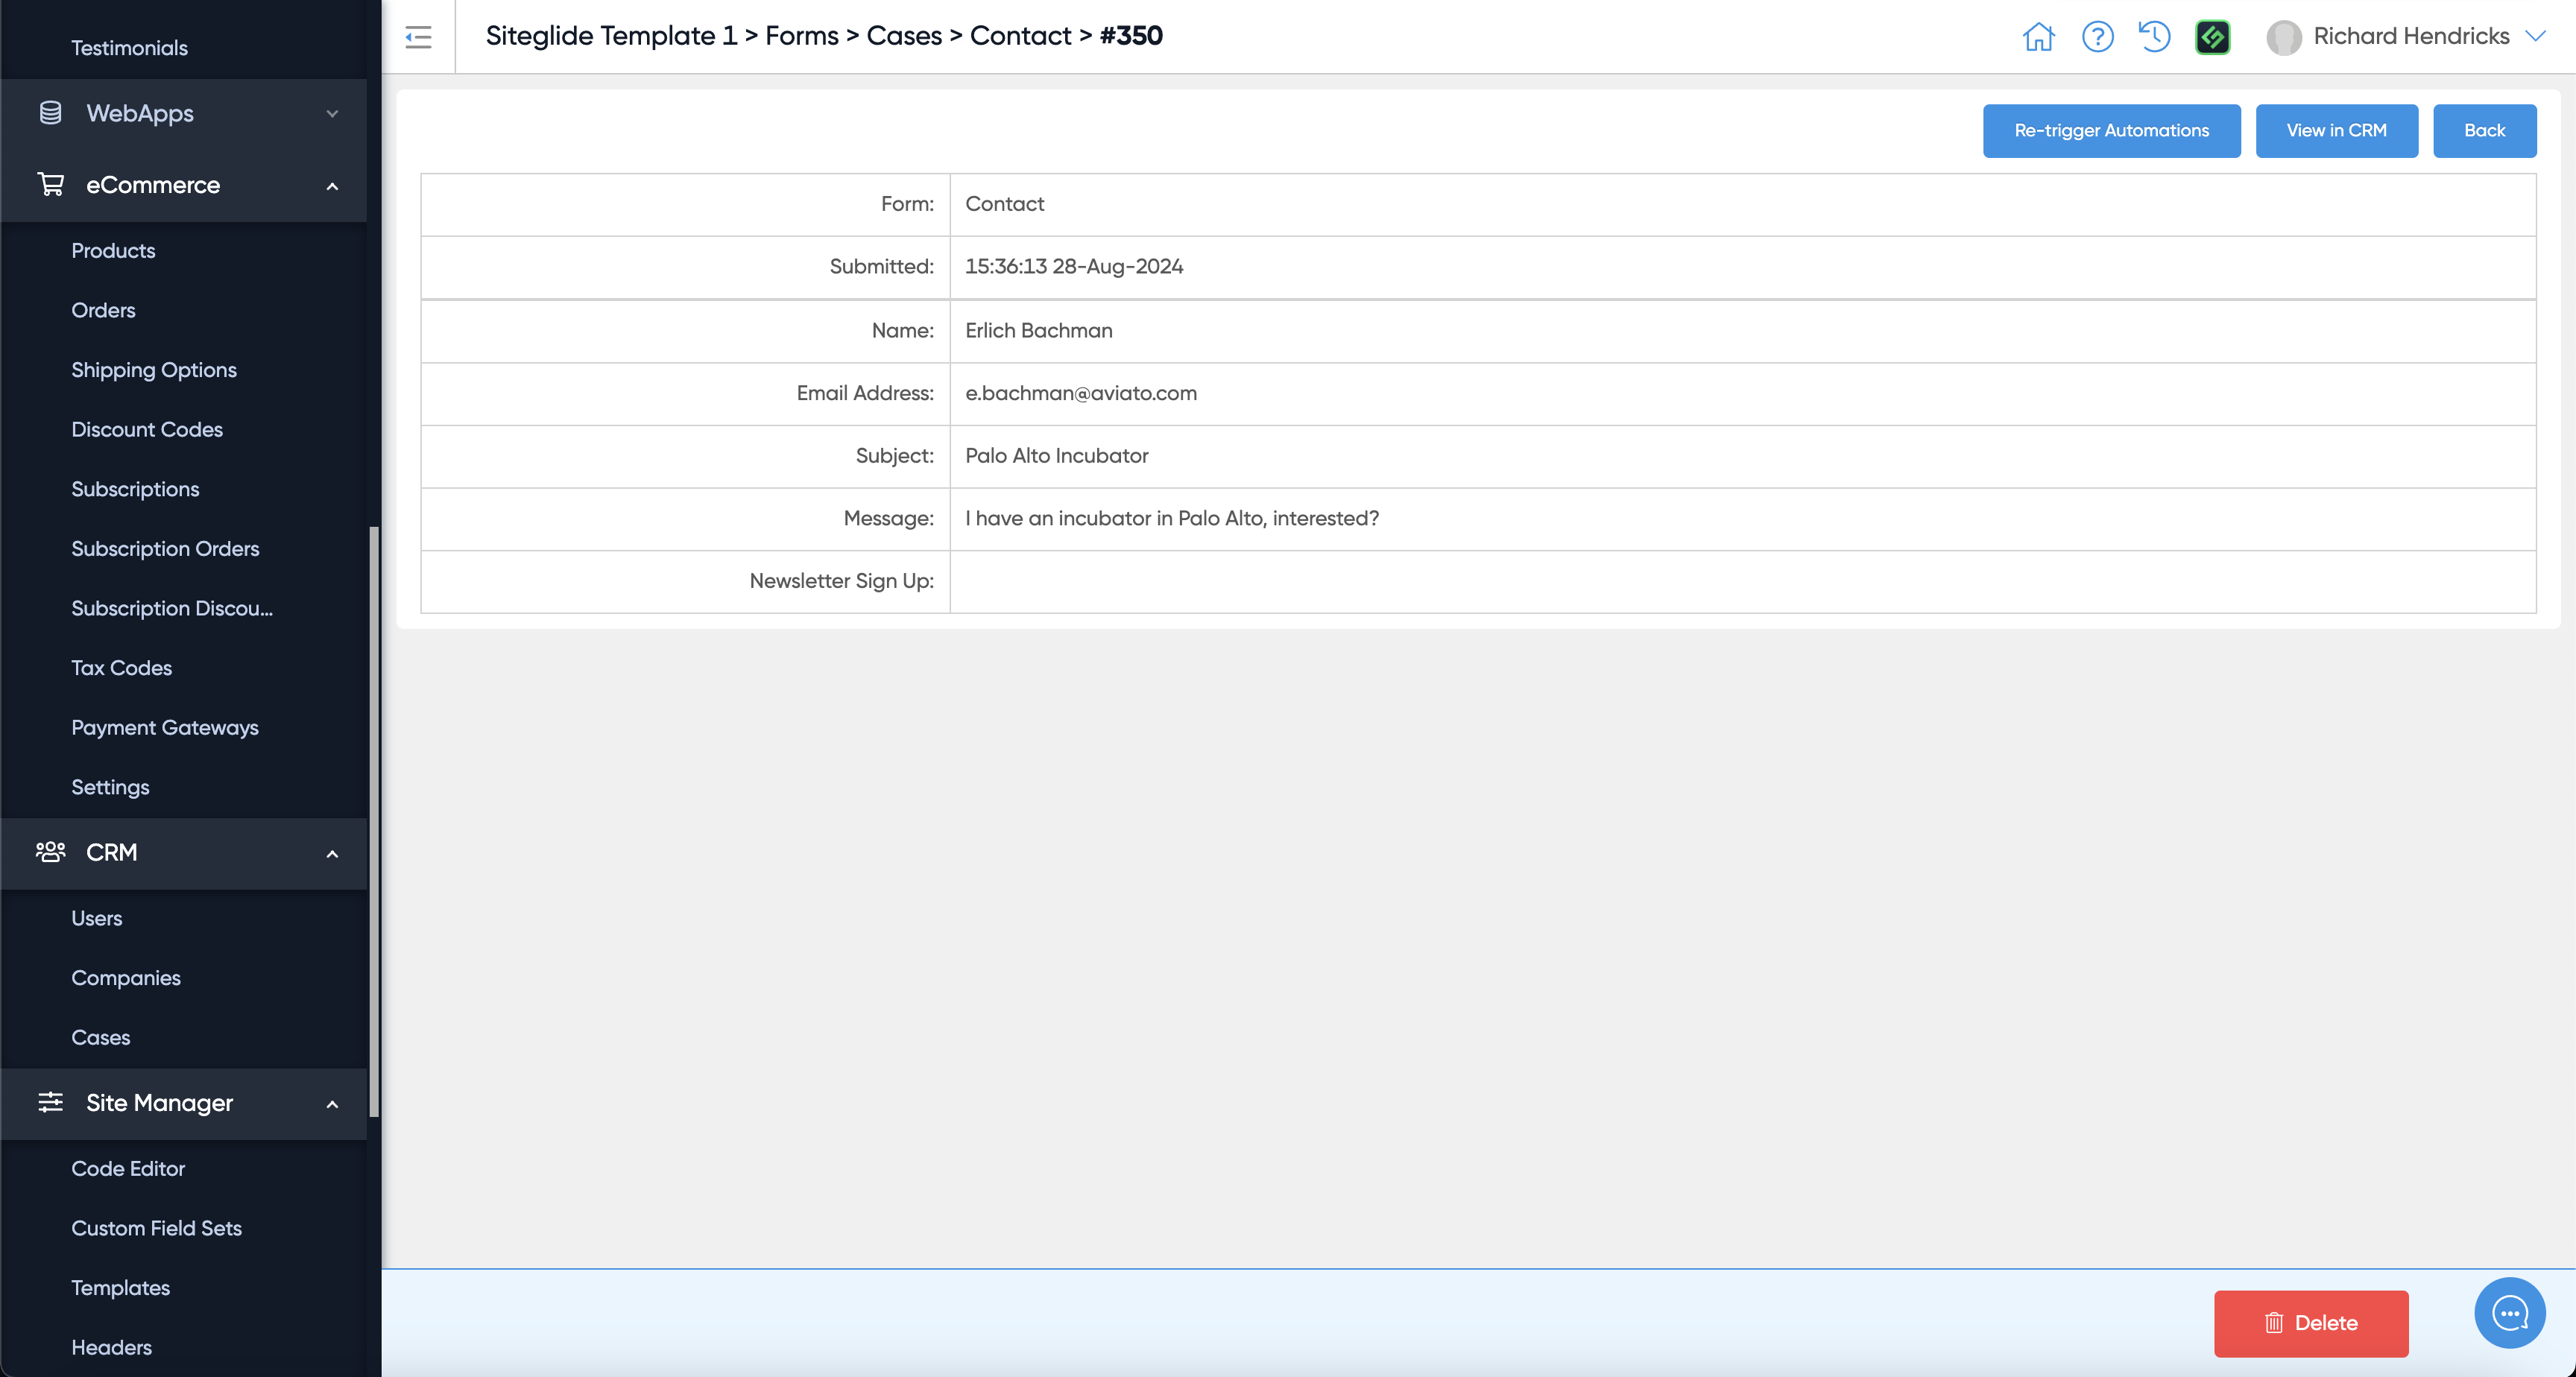 Testimonials
WebApps
eCommerce
Products
Orders
Shipping Options
Discount Codes
Subscriptions
Subscription Orders
Subscription Discou...
Tax Codes
Payment Gateways
Settings
CRM
Users
Companies
Cases
Site Manager
Code Editor
Custom Field Sets
Templates
Headers
Siteglide Template 1 > Forms > Cases > Contact > #350
Richard Hendricks
Re-trigger Automations
View in CRM
Back
Form: Contact
Submitted: 15:36:13 28-Aug-2024
Name: Erlich Bachman
Email Address: e.bachman@aviato.com
Subject: Palo Alto Incubator
Message: I have an incubator in Palo Alto, interested?
Newsletter Sign Up:
Delete